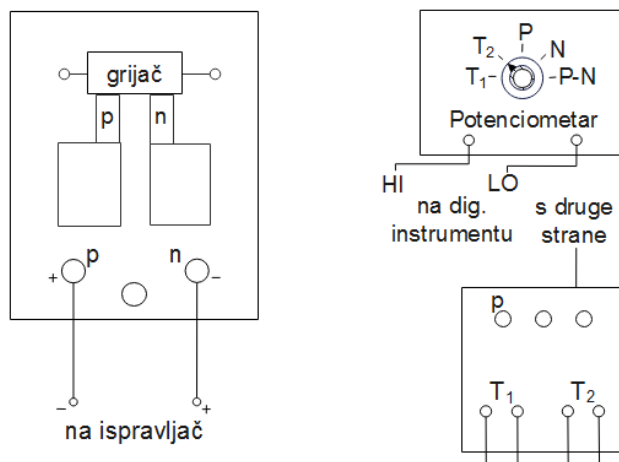 grijač
p n
p n
+ −
− +
na ispravljač
P
T₂ N
T₁ P-N
Potenciometar
HI LO
na dig.
instrumentu
s druge
strane
p
T₁ T₂